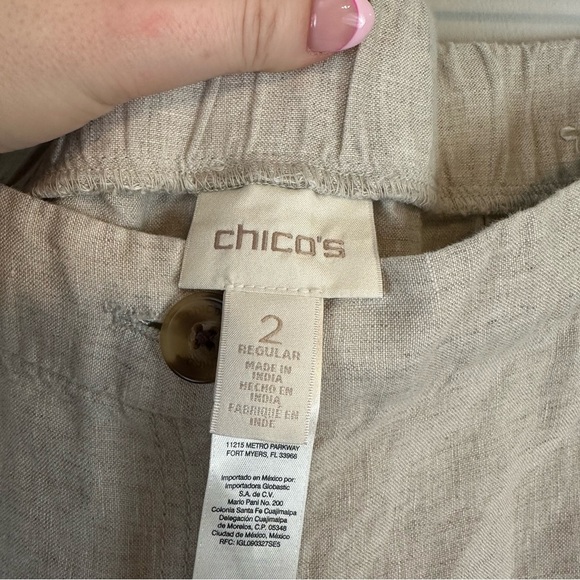 chico's
2
REGULAR
MADE IN
INDIA
HECHO EN
INDIA
FABRIQUÉ EN
INDE
11215 METRO PARKWAY
FORT MYERS, FL 33966
Importado en México por:
Importadora Globastic
S.A. de C.V.
Mario Pani No. 200
Colonia Santa Fe Cuajimalpa
Delegación Cuajimalpa
de Morelos, C.P. 05348
Ciudad de México, México
RFC: IGL090327SE5